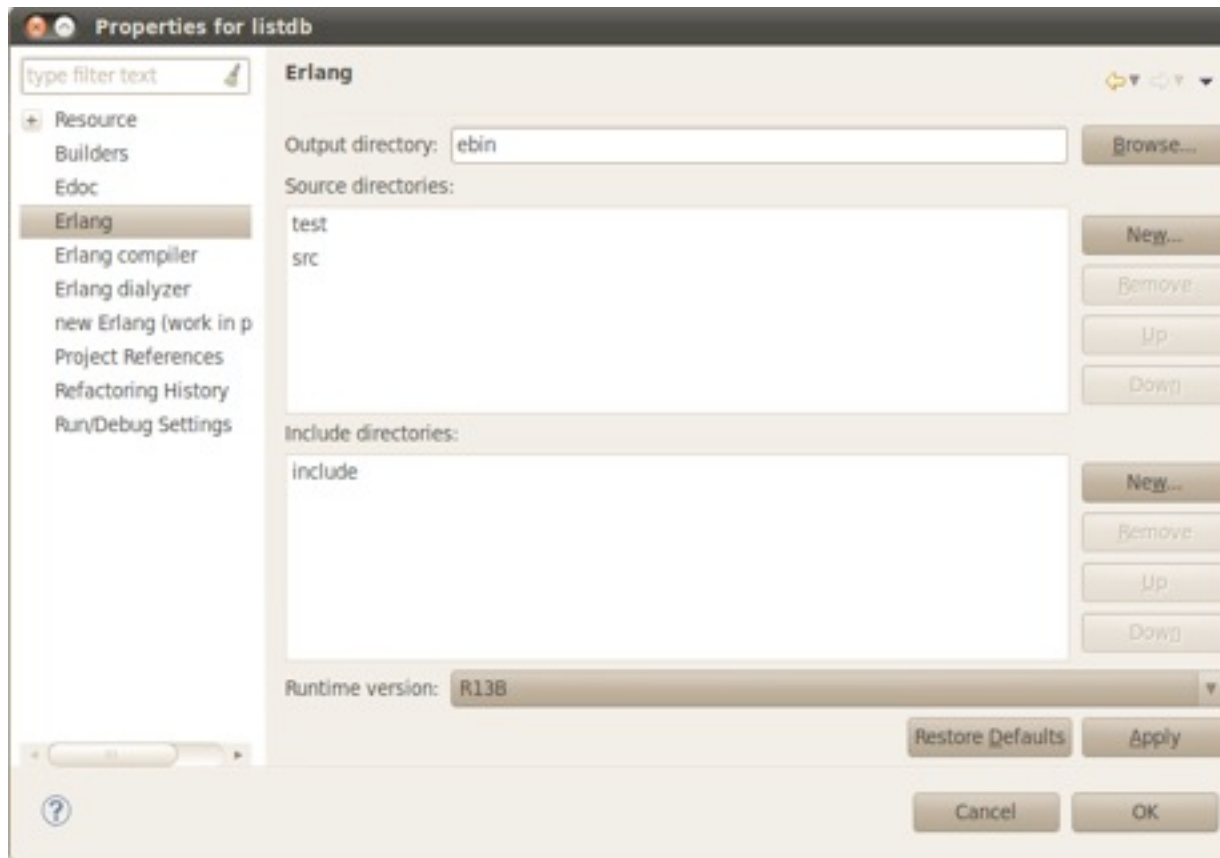 Properties for listdb
type filter text
Resource
Builders
Edoc
Erlang
Erlang compiler
Erlang dialyzer
new Erlang (work in p
Project References
Refactoring History
Run/Debug Settings
Erlang
Output directory: ebin Browse...
Source directories:
test
src
New...
Remove
Up
Down
Include directories:
include
New...
Remove
Up
Down
Runtime version: R13B
Restore Defaults Apply
? Cancel OK